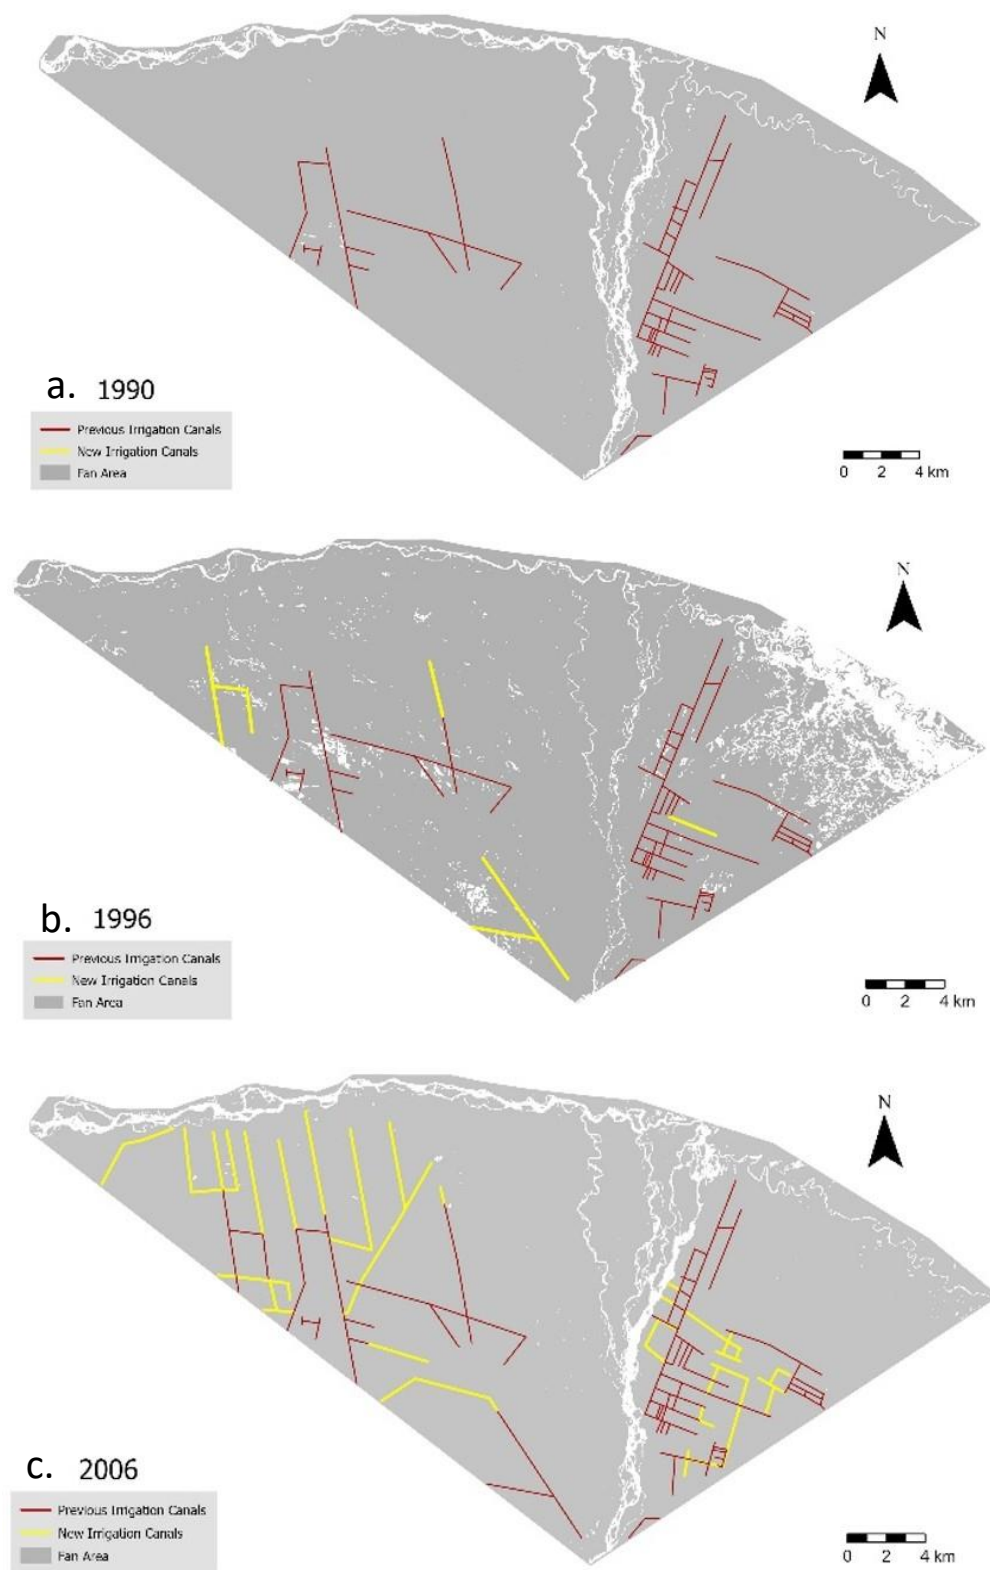 N
a. 1990
Previous Irrigation Canals
New Irrigation Canals
Fan Area
0 2 4 km
N
b. 1996
Previous Irrigation Canals
New Irrigation Canals
Fan Area
0 2 4 km
N
c. 2006
Previous Irrigation Canals
New Irrigation Canals
Fan Area
0 2 4 km